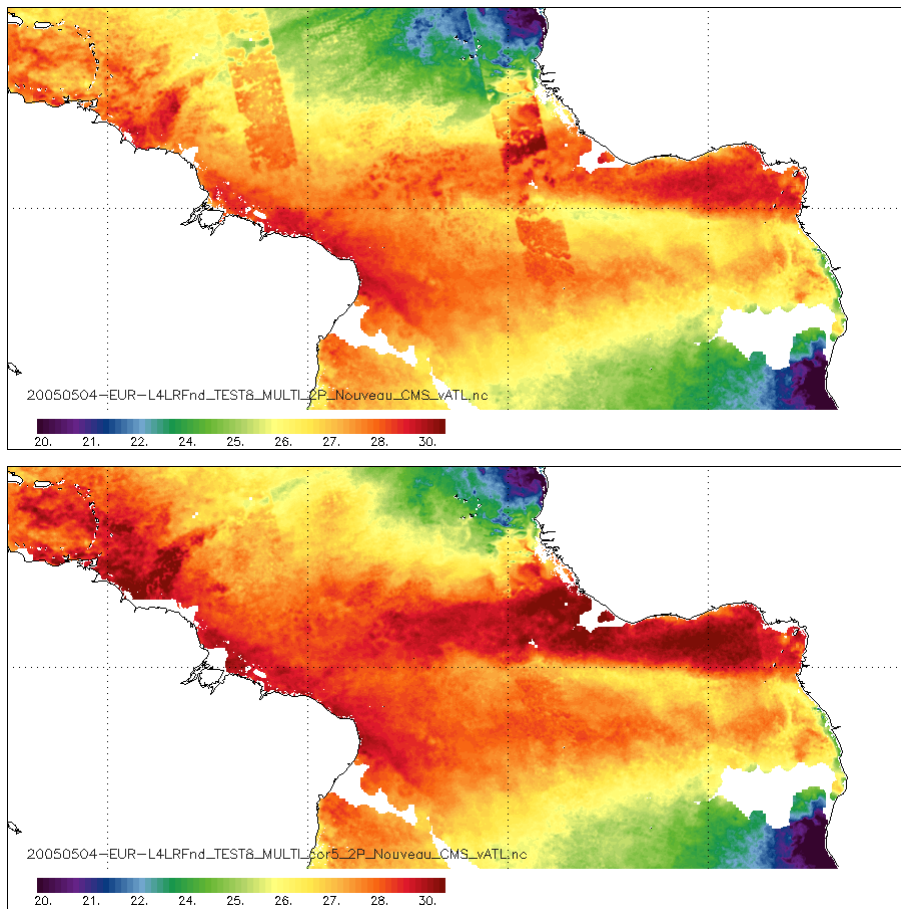 20050504-EUR-L4LRFnd_TEST8_MULTI_2P_Nouveau_CMS_vATL.nc
20. 21. 22. 24. 25. 26. 27. 28. 30.
20050504-EUR-L4LRFnd_TEST8_MULTI_cor5_2P_Nouveau_CMS_vATL.nc
20. 21. 22. 24. 25. 26. 27. 28. 30.